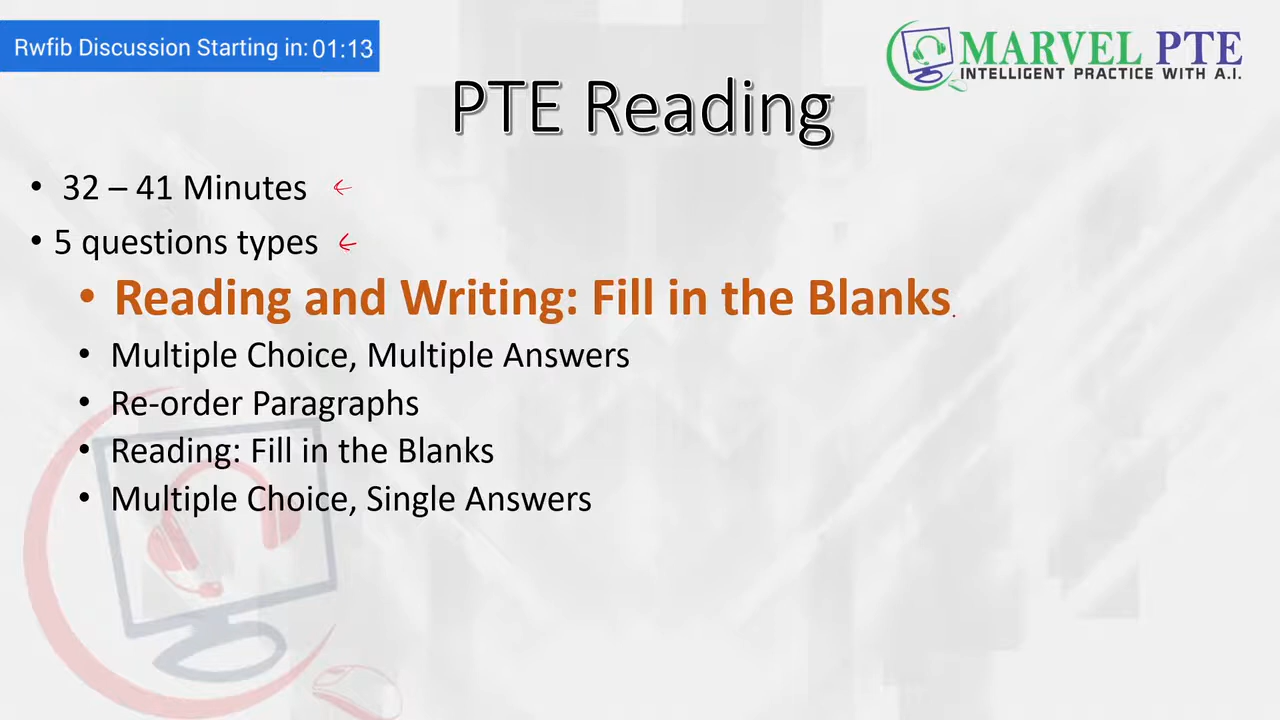 Rwfib Discussion Starting in: 01:13
MARVEL PTE
INTELLIGENT PRACTICE WITH A.I.
PTE Reading
• 32 – 41 Minutes
• 5 questions types
• Reading and Writing: Fill in the Blanks
• Multiple Choice, Multiple Answers
• Re-order Paragraphs
• Reading: Fill in the Blanks
• Multiple Choice, Single Answers